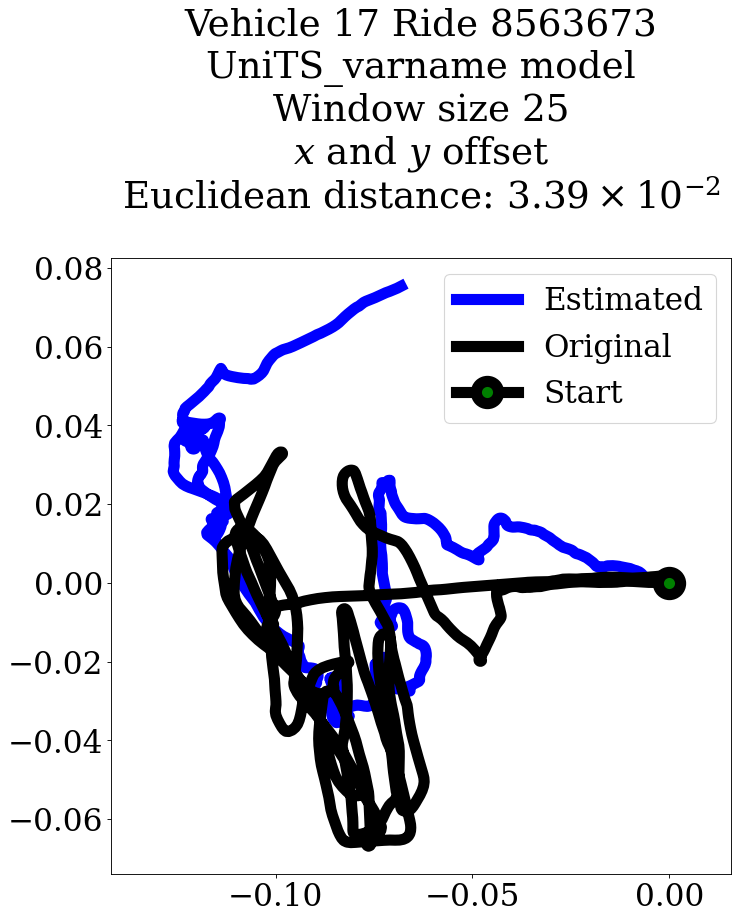 Vehicle 17 Ride 8563673
UniTS_varname model
Window size 25
x and y offset
Euclidean distance: 3.39 × 10⁻²
Estimated
Original
Start
0.08
0.06
0.04
0.02
0.00
−0.02
−0.04
−0.06
−0.10
−0.05
0.00